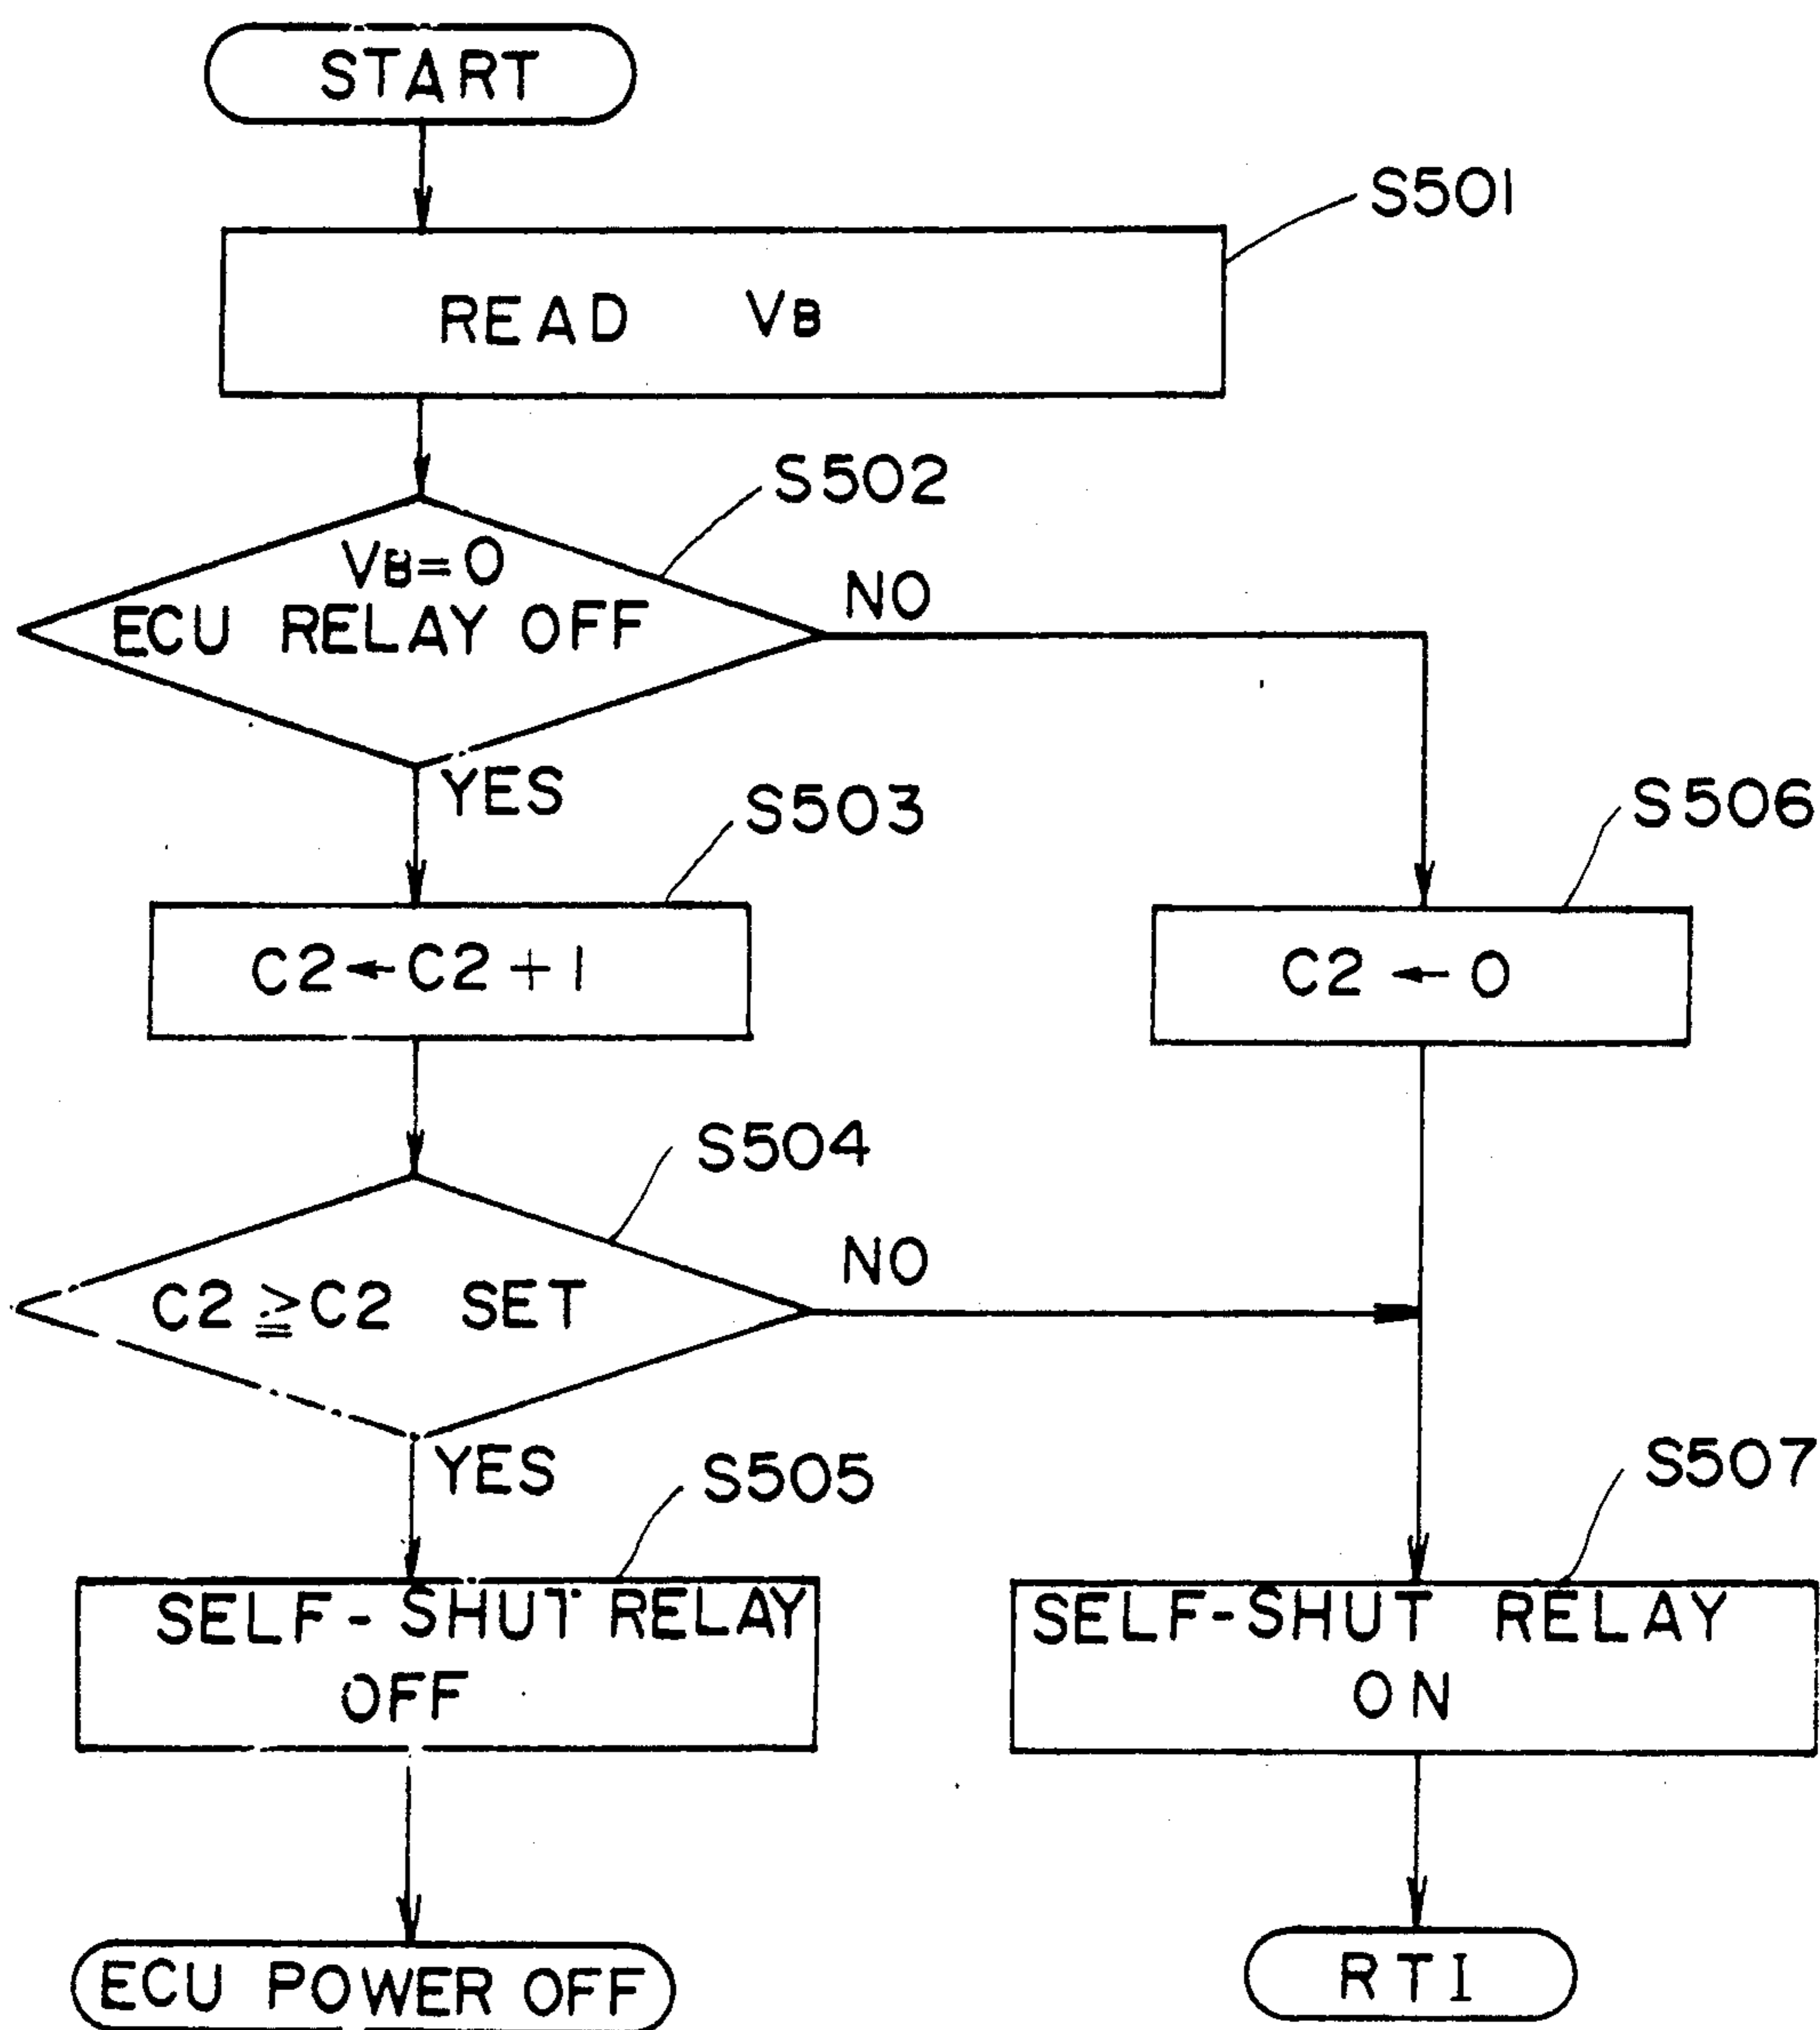 START
S501
READ VB
S502
VB=0
ECU RELAY OFF
NO
YES
S503
S506
C2←C2+1
C2←0
S504
C2≧C2 SET
NO
YES
S505
S507
SELF-SHUT RELAY
OFF
SELF-SHUT RELAY
ON
ECU POWER OFF
RTI